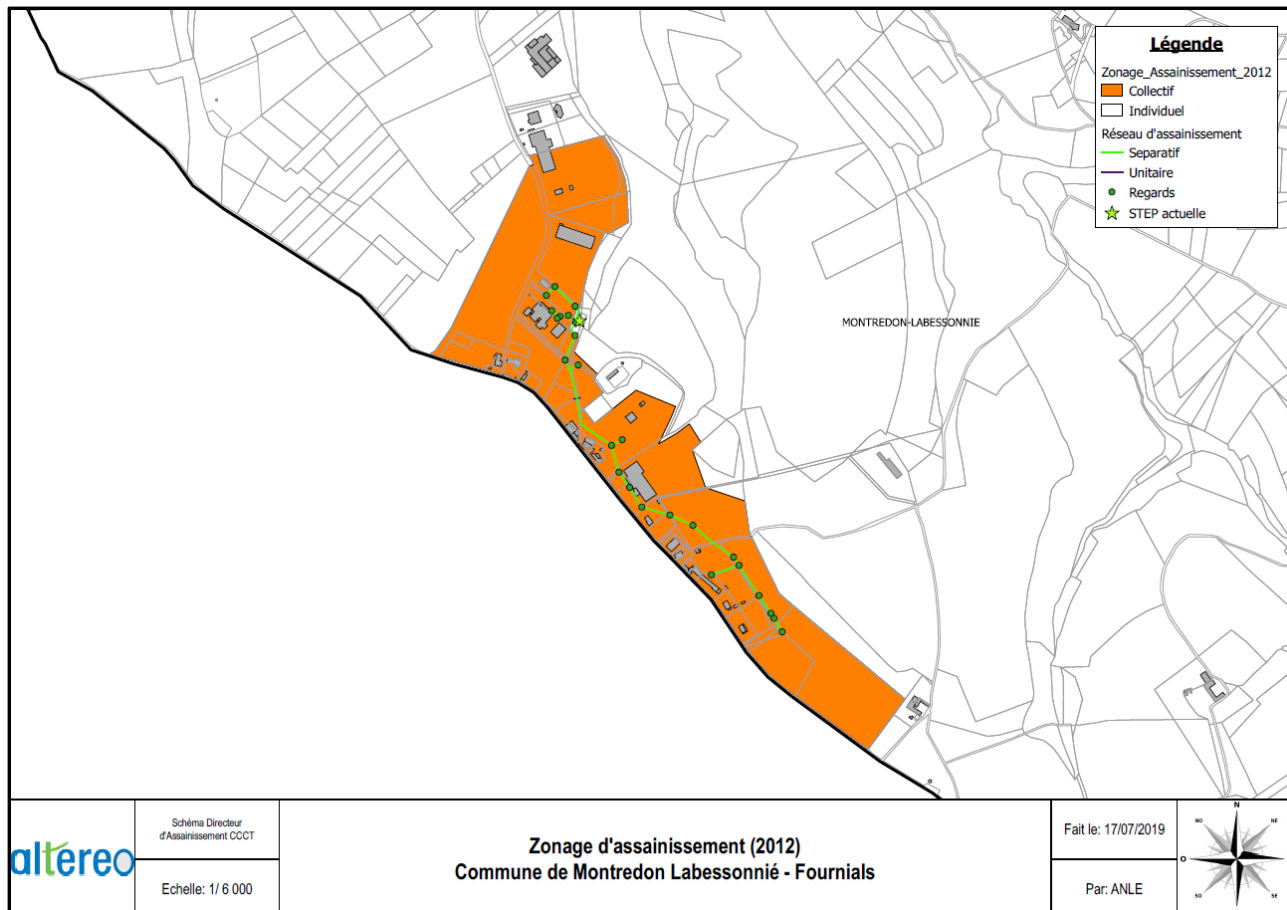 Légende
Zonage_Assainissement_2012
Collectif
Individuel
Réseau d'assainissement
Separatif
Unitaire
Regards
STEP actuelle
MONTREDON-LABESSONNIE
altereo
Schéma Directeur
d'Assainissement CCCT
Echelle: 1/ 6 000
Zonage d'assainissement (2012)
Commune de Montredon Labessonnié - Fournials
Fait le: 17/07/2019
Par: ANLE
N
NO
NE
O
SO
SE